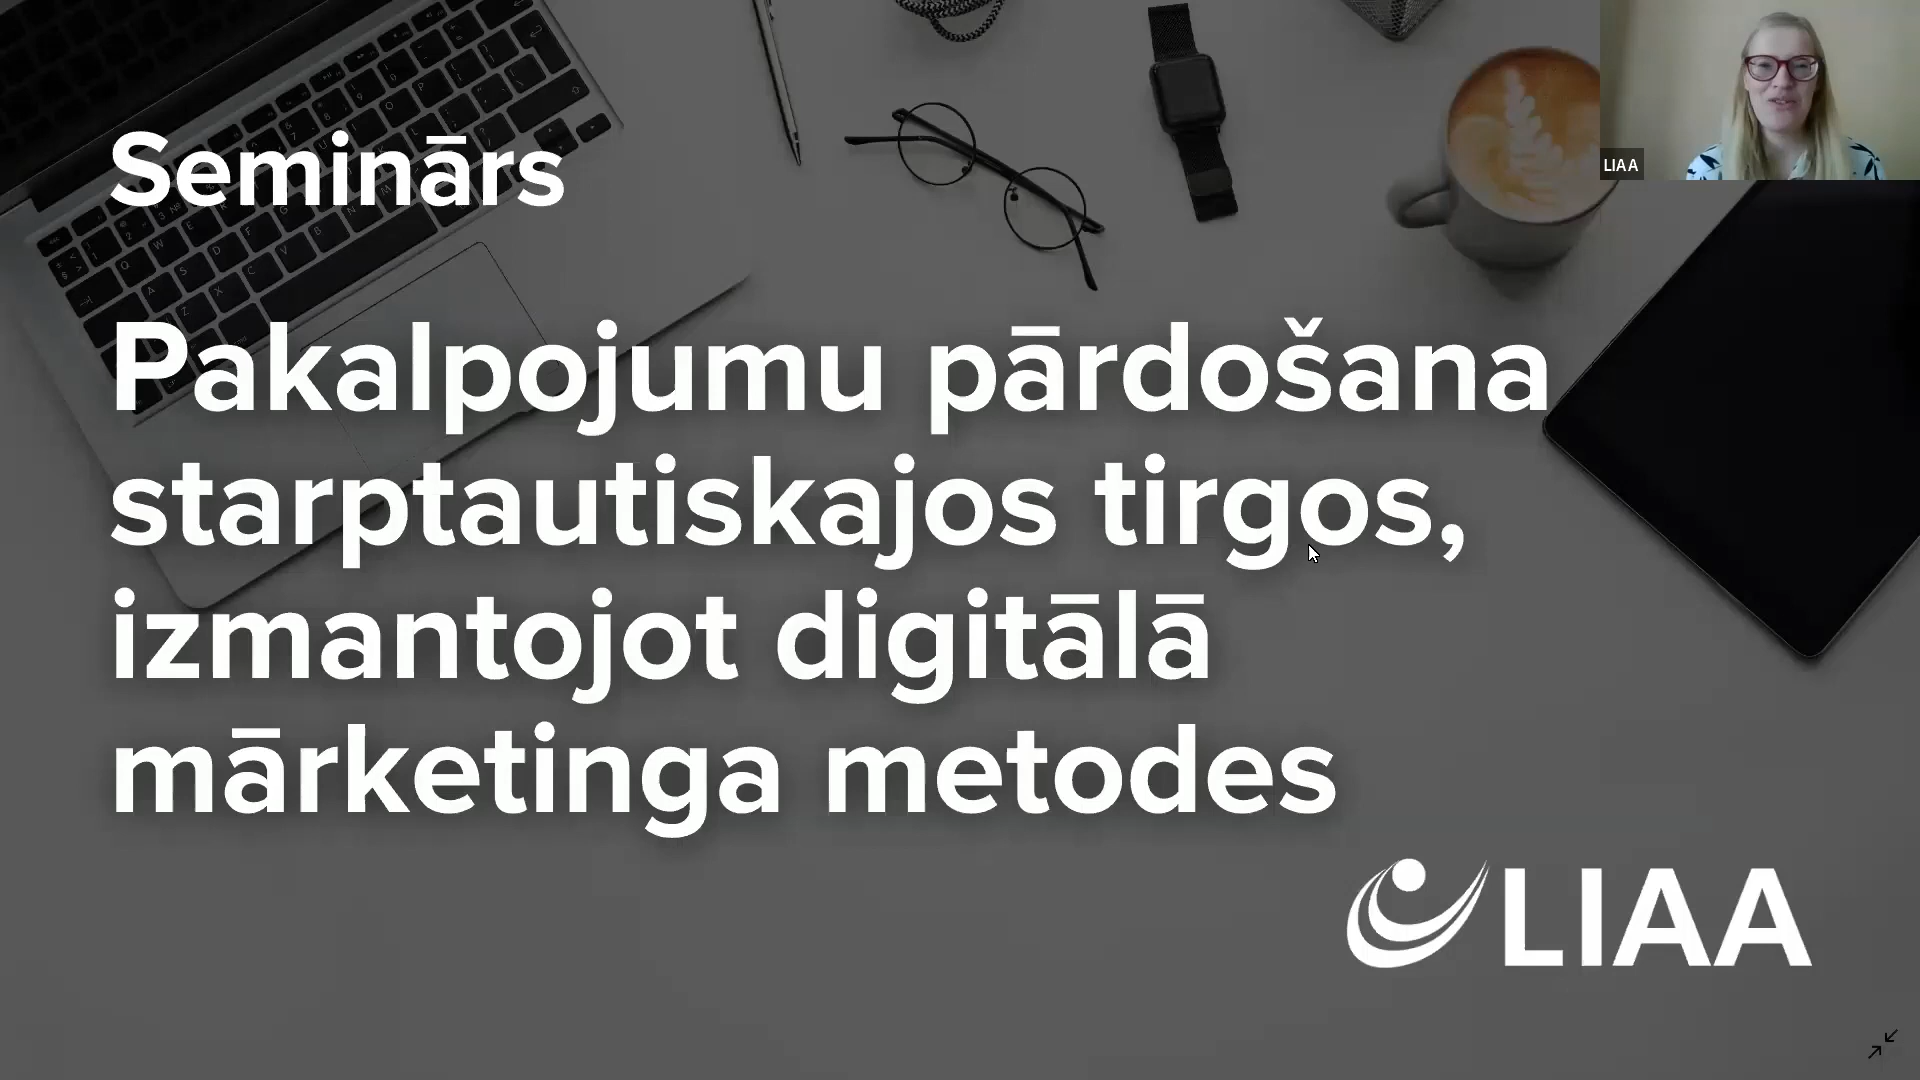 Seminārs
LIAA
Pakalpojumu pārdošana
starptautiskajos tirgos,
izmantojot digitālā
mārketinga metodes
LIAA